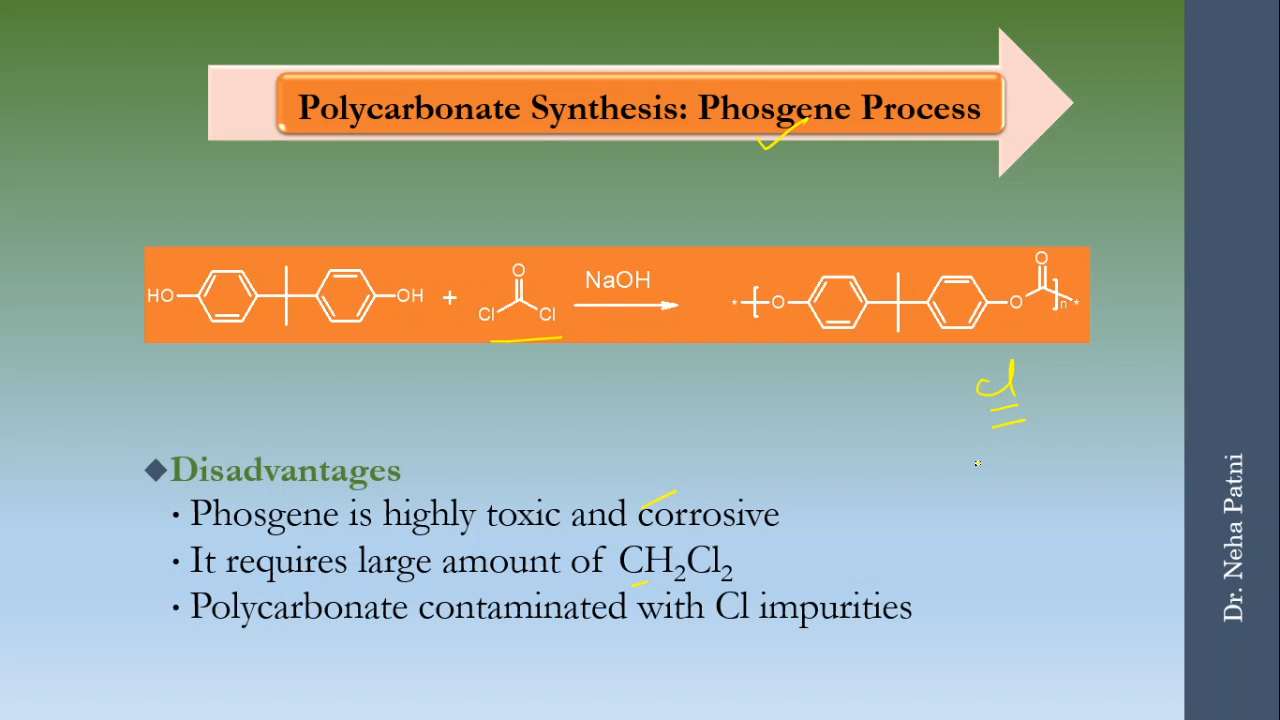 Polycarbonate Synthesis: Phosgene Process
HO OH + O Cl Cl NaOH * [ O O O ]n *
Cl
Disadvantages
• Phosgene is highly toxic and corrosive
• It requires large amount of CH₂Cl₂
• Polycarbonate contaminated with Cl impurities
Dr. Neha Patni